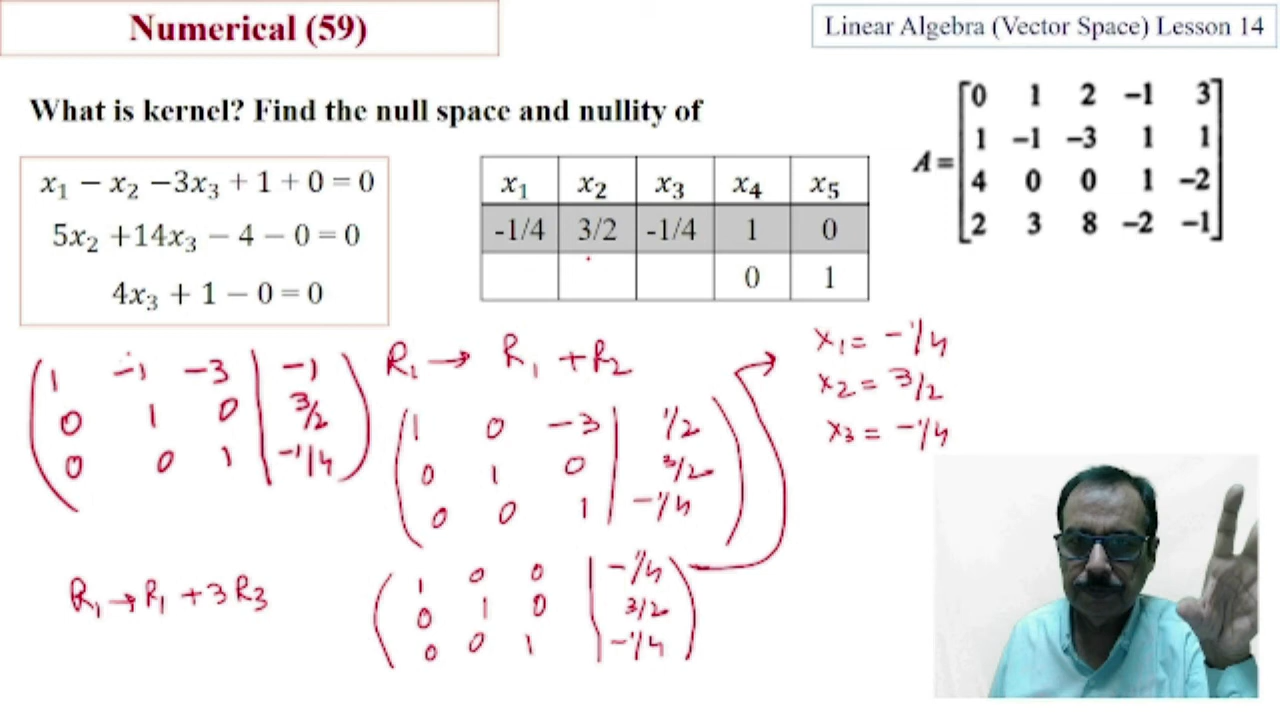 Numerical (59)
Linear Algebra (Vector Space) Lesson 14
What is kernel? Find the null space and nullity of
A = [0 1 2 −1 3
1 −1 −3 1 1
4 0 0 1 −2
2 3 8 −2 −1]
x₁ − x₂ −3x₃ + 1 + 0 = 0
5x₂ +14x₃ − 4 − 0 = 0
4x₃ + 1 − 0 = 0
x₁ x₂ x₃ x₄ x₅
-1/4 3/2 -1/4 1 0
0 1
(1 −1 −3 | −1
0 1 0 | 3/2
0 0 1 | −1/4)
R₁ → R₁ + R₂
(1 0 −3 | 1/2
0 1 0 | 3/2
0 0 1 | −1/4)
x₁ = −1/4
x₂ = 3/2
x₃ = −1/4
R₁ → R₁ + 3R₃
(1 0 0 | −1/4
0 1 0 | 3/2
0 0 1 | −1/4)